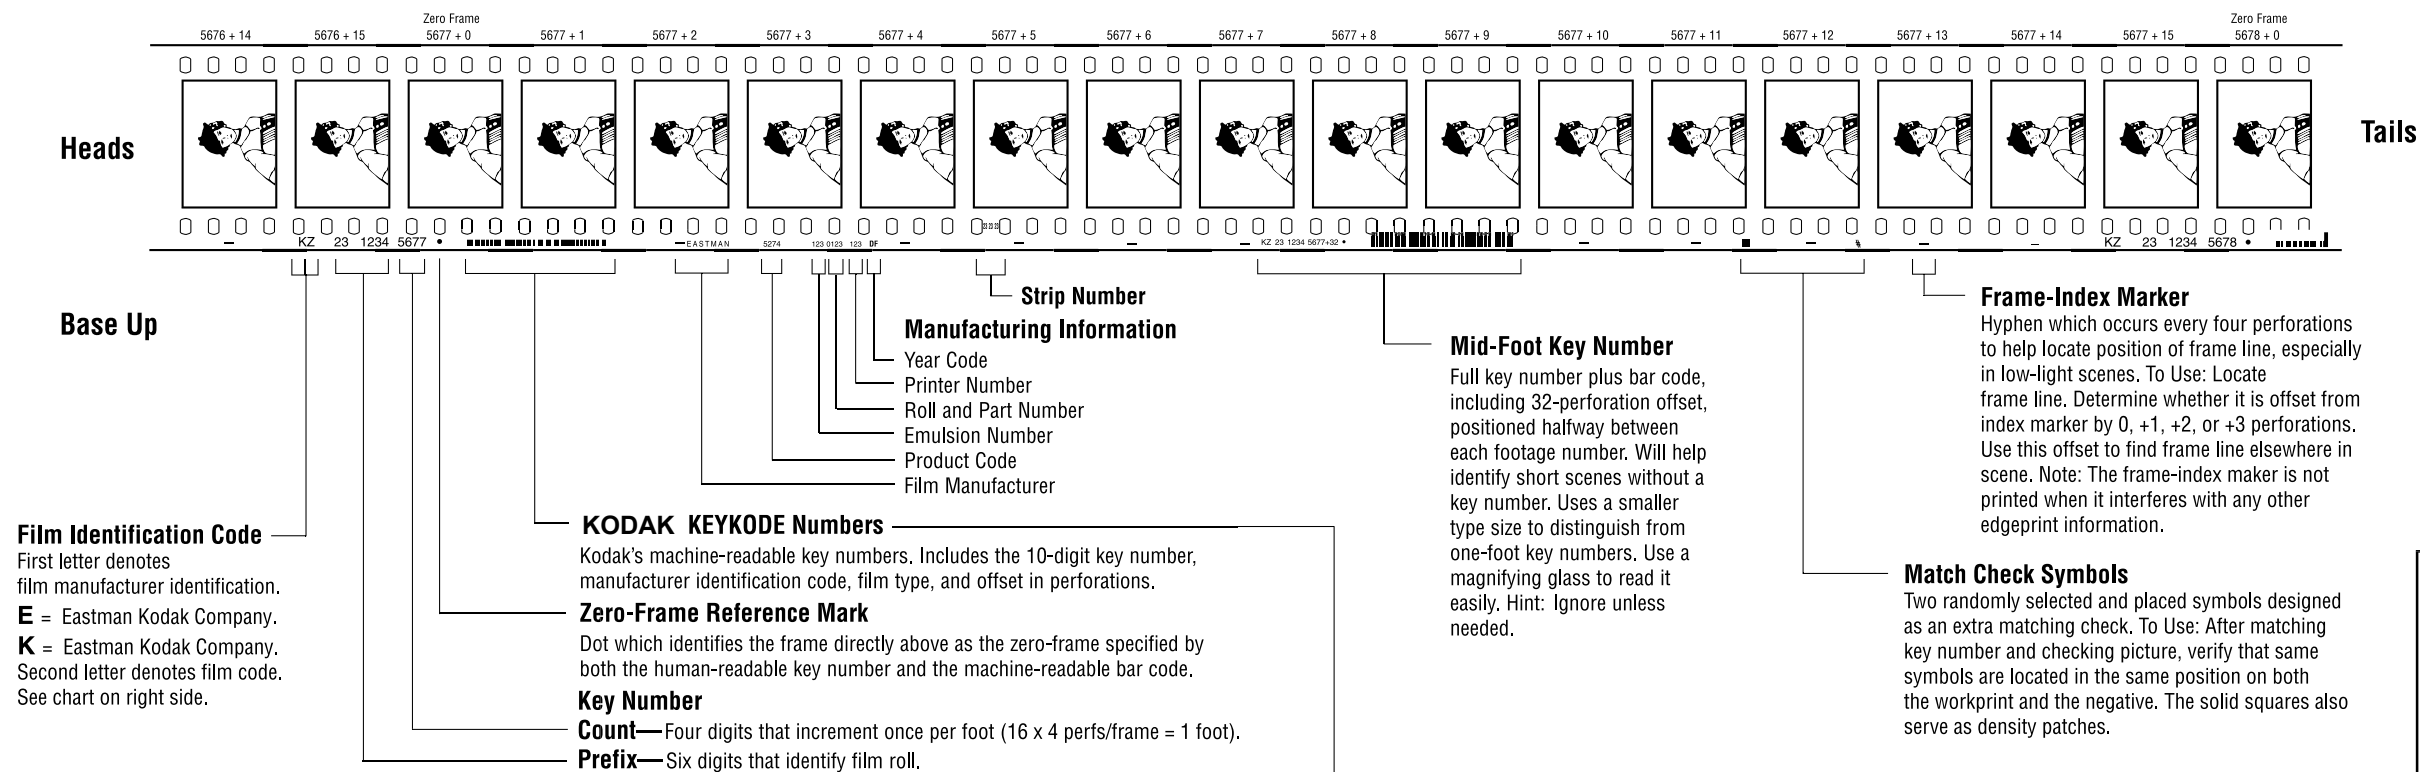 Zero Frame Zero Frame
5676 + 14 5676 + 15 5677 + 0 5677 + 1 5677 + 2 5677 + 3 5677 + 4 5677 + 5 5677 + 6 5677 + 7 5677 + 8 5677 + 9 5677 + 10 5677 + 11 5677 + 12 5677 + 13 5677 + 14 5677 + 15 5678 + 0
Heads
Tails
KZ 23 1234 5677 • EASTMAN 5274 123 0123 123 DF 23 23 23 KZ 23 1234 5677+32 • % KZ 23 1234 5678 •
Base Up
Strip Number
Manufacturing Information
Year Code
Printer Number
Roll and Part Number
Emulsion Number
Product Code
Film Manufacturer
Mid-Foot Key Number
Full key number plus bar code,
including 32-perforation offset,
positioned halfway between
each footage number. Will help
identify short scenes without a
key number. Uses a smaller
type size to distinguish from
one-foot key numbers. Use a
magnifying glass to read it
easily. Hint: Ignore unless
needed.
Frame-Index Marker
Hyphen which occurs every four perforations
to help locate position of frame line, especially
in low-light scenes. To Use: Locate
frame line. Determine whether it is offset from
index marker by 0, +1, +2, or +3 perforations.
Use this offset to find frame line elsewhere in
scene. Note: The frame-index maker is not
printed when it interferes with any other
edgeprint information.
Film Identification Code
First letter denotes
film manufacturer identification.
E = Eastman Kodak Company.
K = Eastman Kodak Company.
Second letter denotes film code.
See chart on right side.
KODAK KEYKODE Numbers
Kodak's machine-readable key numbers. Includes the 10-digit key number,
manufacturer identification code, film type, and offset in perforations.
Zero-Frame Reference Mark
Dot which identifies the frame directly above as the zero-frame specified by
both the human-readable key number and the machine-readable bar code.
Key Number
Count—Four digits that increment once per foot (16 x 4 perfs/frame = 1 foot).
Prefix—Six digits that identify film roll.
Match Check Symbols
Two randomly selected and placed symbols designed
as an extra matching check. To Use: After matching
key number and checking picture, verify that same
symbols are located in the same position on both
the workprint and the negative. The solid squares also
serve as density patches.